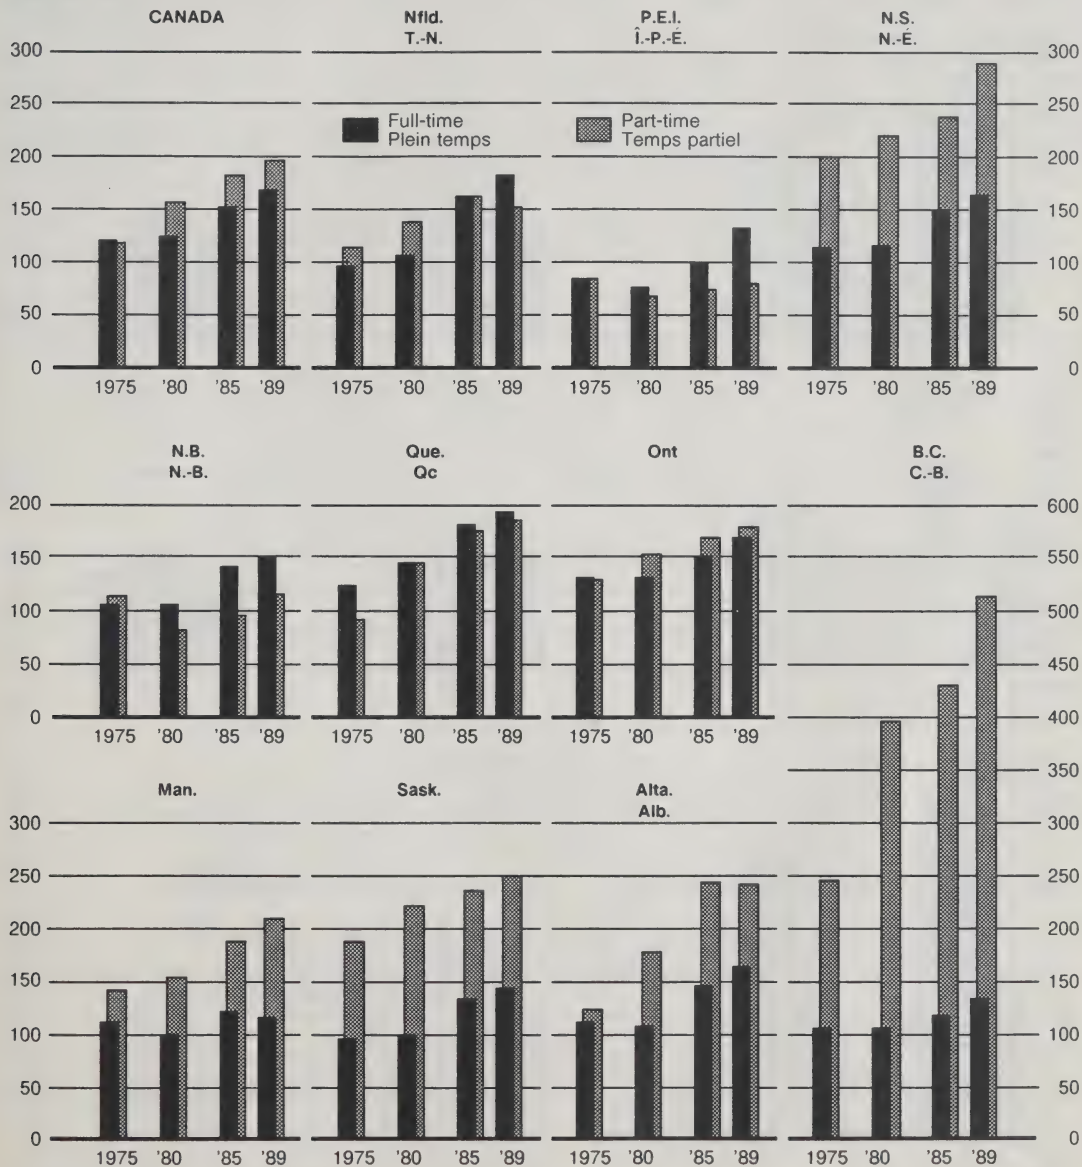 CANADA
Nfld.
T.-N.
P.E.I.
Î.-P.-É.
N.S.
N.-É.
300
250
200
150
100
50
0
300
250
200
150
100
50
0
Full-time
Plein temps
Part-time
Temps partiel
1975 '80 '85 '89
1975 '80 '85 '89
1975 '80 '85 '89
1975 '80 '85 '89
N.B.
N.-B.
Que.
Qc
Ont
B.C.
C.-B.
200
150
100
50
0
1975 '80 '85 '89
1975 '80 '85 '89
1975 '80 '85 '89
600
550
500
450
400
350
300
250
200
150
100
50
0
Man.
Sask.
Alta.
Alb.
300
250
200
150
100
50
0
1975 '80 '85 '89
1975 '80 '85 '89
1975 '80 '85 '89
1975 '80 '85 '89